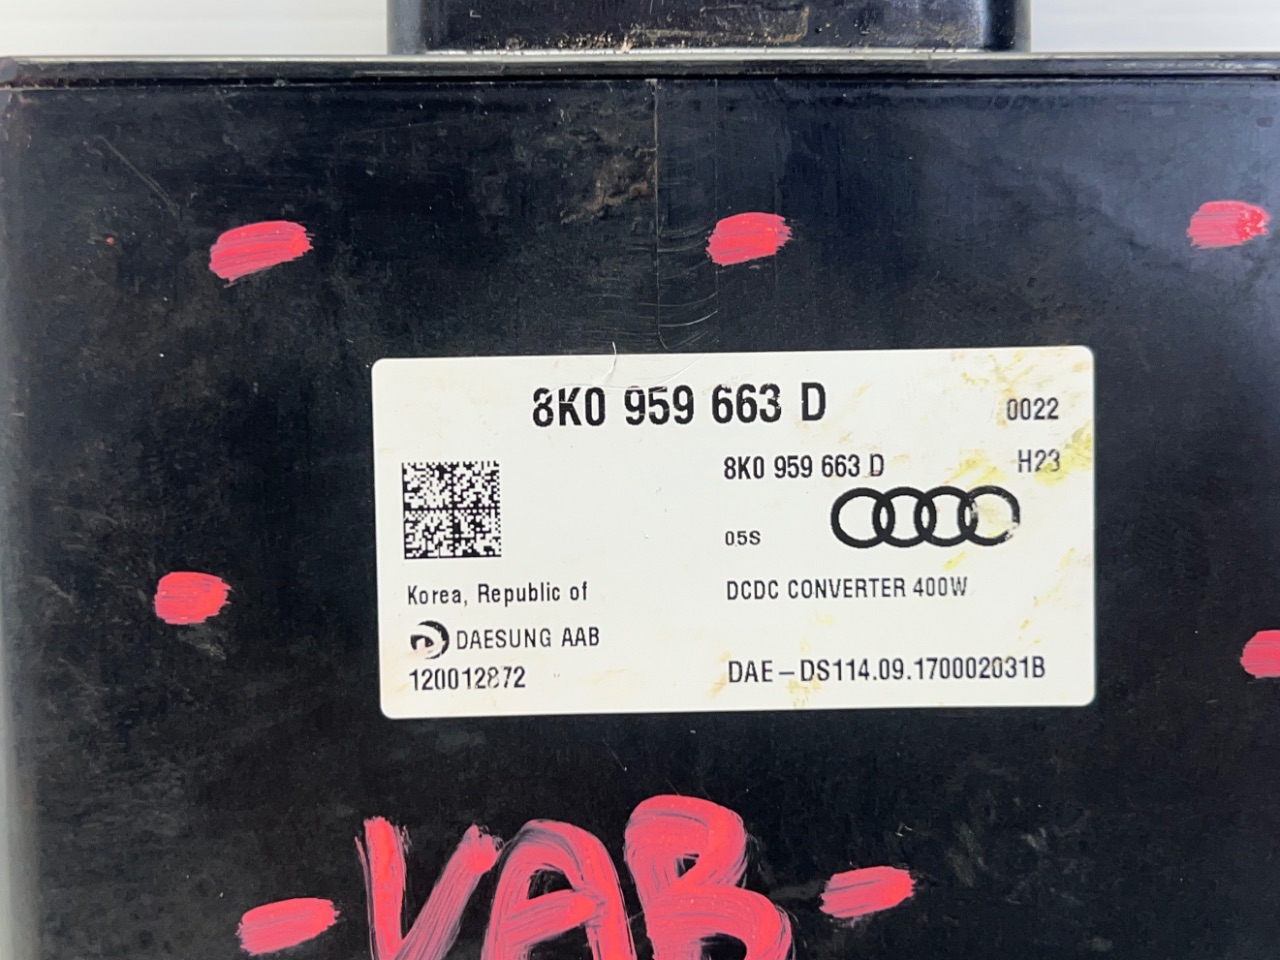 8K0 959 663 D
0022
8K0 959 663 D
H23
05S
Korea, Republic of
DCDC CONVERTER 400W
DAESUNG AAB
120012872
DAE-DS114.09.170002031B
-VAB-